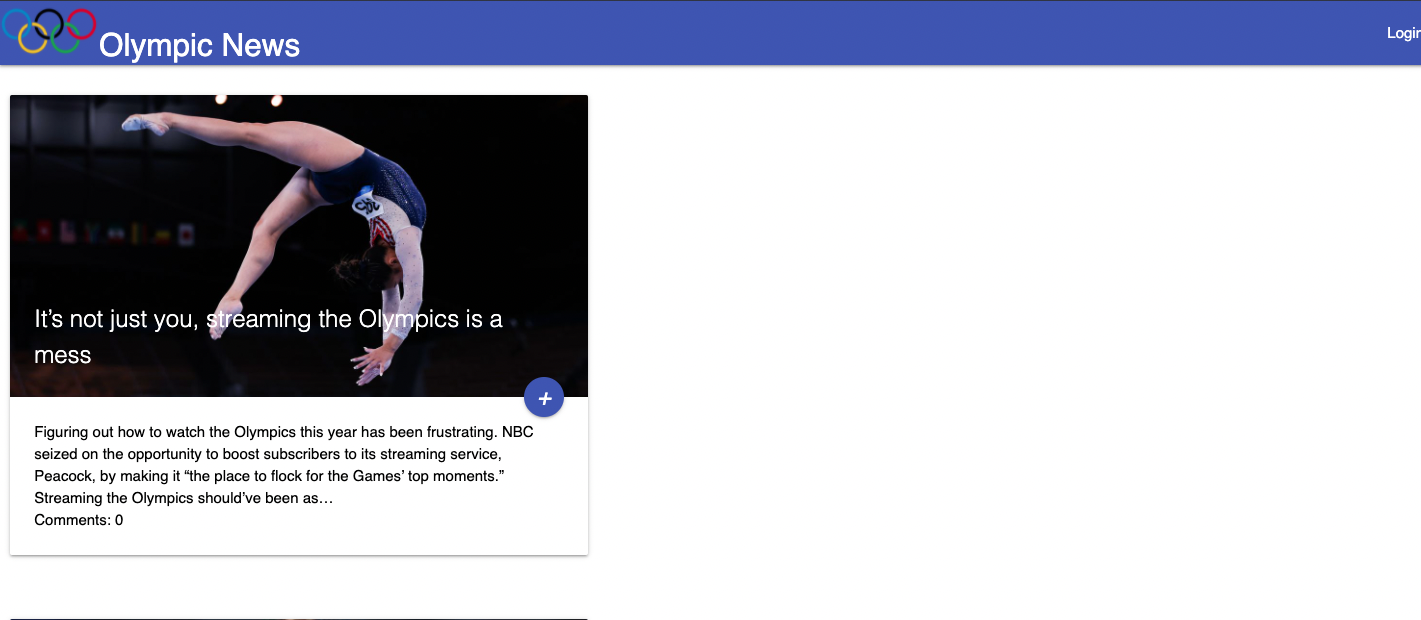 Olympic News
Login
It’s not just you, streaming the Olympics is a
mess
+
Figuring out how to watch the Olympics this year has been frustrating. NBC
seized on the opportunity to boost subscribers to its streaming service,
Peacock, by making it “the place to flock for the Games’ top moments.”
Streaming the Olympics should’ve been as…
Comments: 0